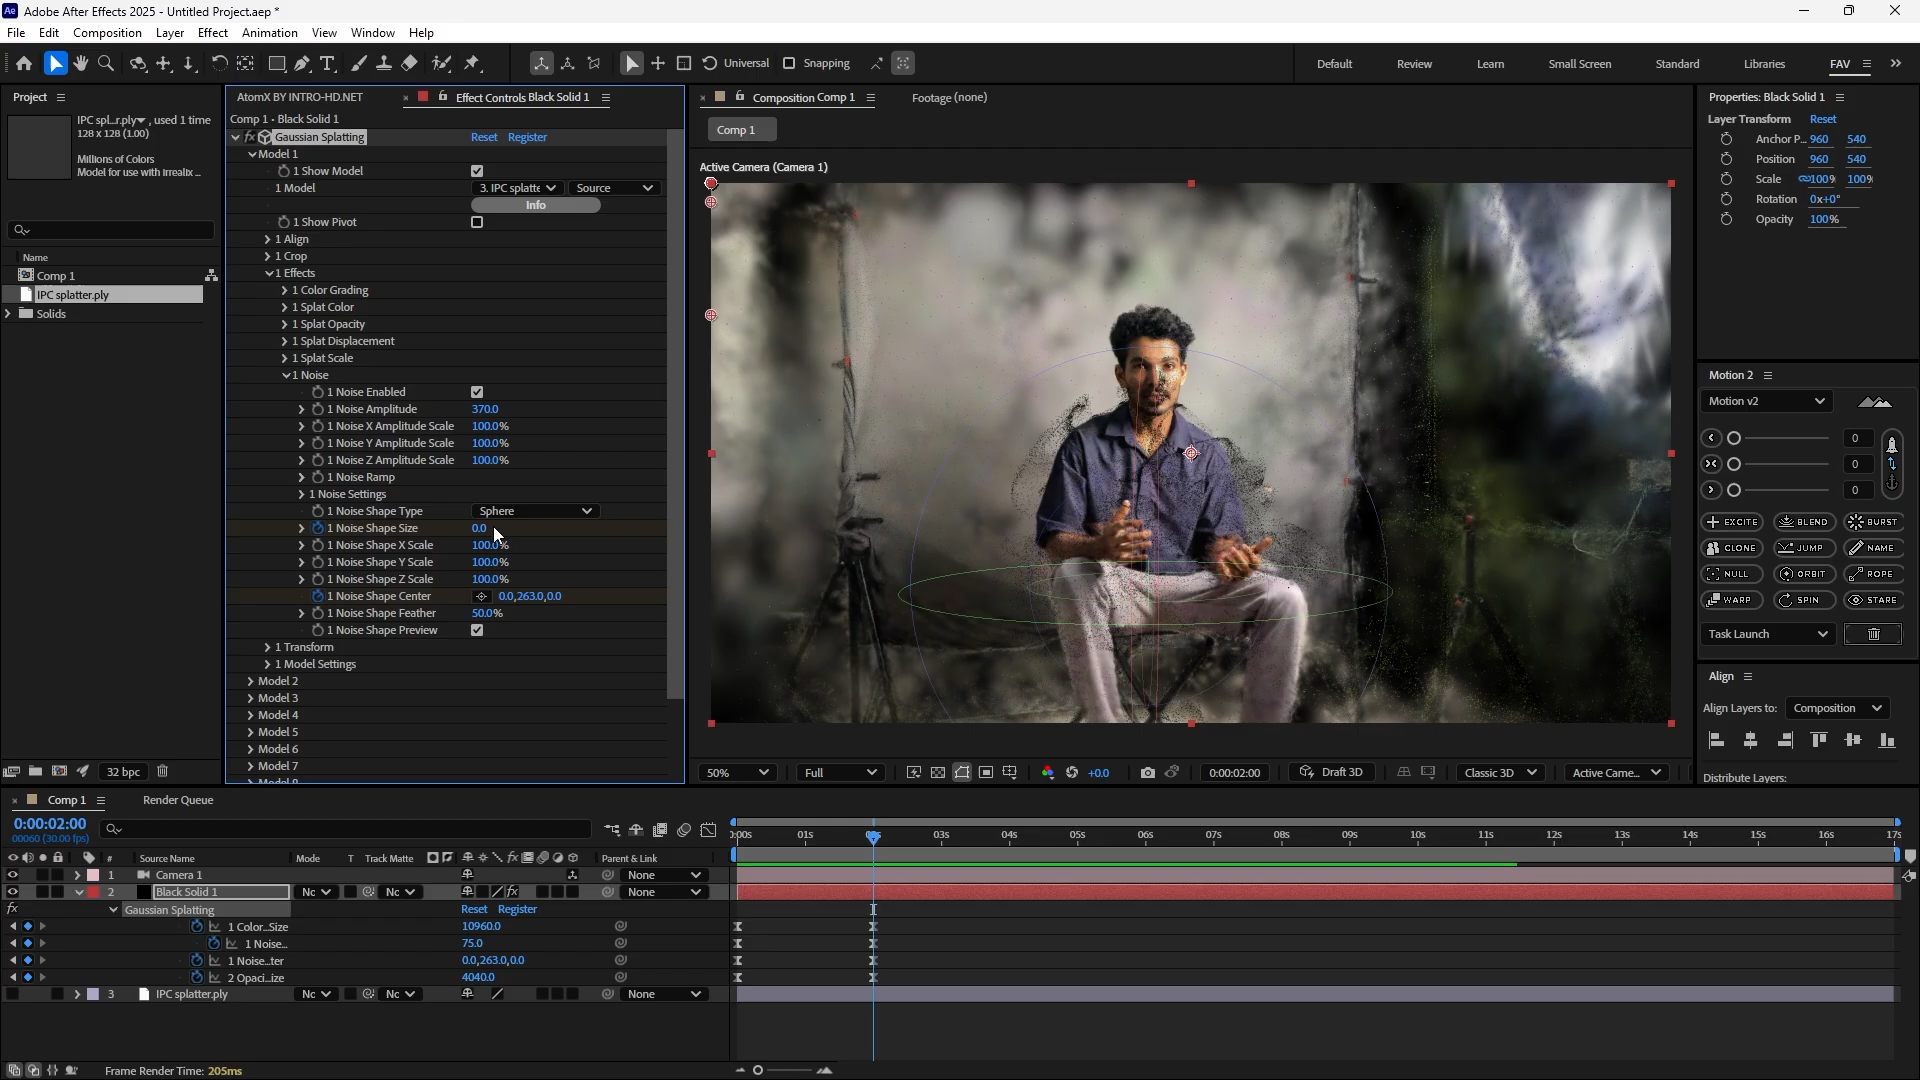 Adobe After Effects 2025 - Untitled Project.aep *
File Edit Composition Layer Effect Animation View Window Help
Universal Snapping Default Review Learn Small Screen Standard Libraries FAV
Project
IPC spl...r.ply, used 1 time
128 x 128 (1.00)
Millions of Colors
Model for use with Irrealix ...
Name
Comp 1
IPC splatter.ply
Solids
32 bpc
AtomX BY INTRO-HD.NET
Effect Controls Black Solid 1
Comp 1 - Black Solid 1
Gaussian Splatting Reset Register
Model 1
1 Show Model
1 Model 3. IPC splatte Source
Info
1 Show Pivot
1 Align
1 Crop
1 Effects
1 Color Grading
1 Splat Color
1 Splat Opacity
1 Splat Displacement
1 Splat Scale
1 Noise
1 Noise Enabled
1 Noise Amplitude 370.0
1 Noise X Amplitude Scale 100.0%
1 Noise Y Amplitude Scale 100.0%
1 Noise Z Amplitude Scale 100.0%
1 Noise Ramp
1 Noise Settings
1 Noise Shape Type Sphere
1 Noise Shape Size 0.0
1 Noise Shape X Scale 100.0%
1 Noise Shape Y Scale 100.0%
1 Noise Shape Z Scale 100.0%
1 Noise Shape Center 0.0,263.0,0.0
1 Noise Shape Feather 50.0%
1 Noise Shape Preview
1 Transform
1 Model Settings
Model 2
Model 3
Model 4
Model 5
Model 6
Model 7
Composition Comp 1
Footage (none)
Comp 1
Active Camera (Camera 1)
50% Full +0.0 0:00:02:00 Draft 3D Classic 3D Active Came...
Properties: Black Solid 1
Layer Transform Reset
Anchor P... 960 540
Position 960 540
Scale 100% 100%
Rotation 0x+0°
Opacity 100%
Motion 2
Motion v2
0
0
0
EXCITE BLEND BURST
CLONE JUMP NAME
NULL ORBIT ROPE
WARP SPIN STARE
Task Launch
Align
Align Layers to: Composition
Distribute Layers:
Comp 1
Render Queue
0:00:02:00
00060 (30.00 fps)
# Source Name Mode T Track Matte Parent & Link
01s 03s 04s 05s 06s 07s 08s 09s 10s 11s 12s 13s 14s 15s 16s 17s
1 Camera 1 None
2 Black Solid 1 Nc Nc None
Gaussian Splatting Reset Register
1 Color...Size 10960.0
1 Noise... 75.0
1 Noise...ter 0.0,263.0,0.0
2 Opaci...ize 4040.0
3 IPC splatter.ply Nc Nc None
Frame Render Time: 205ms